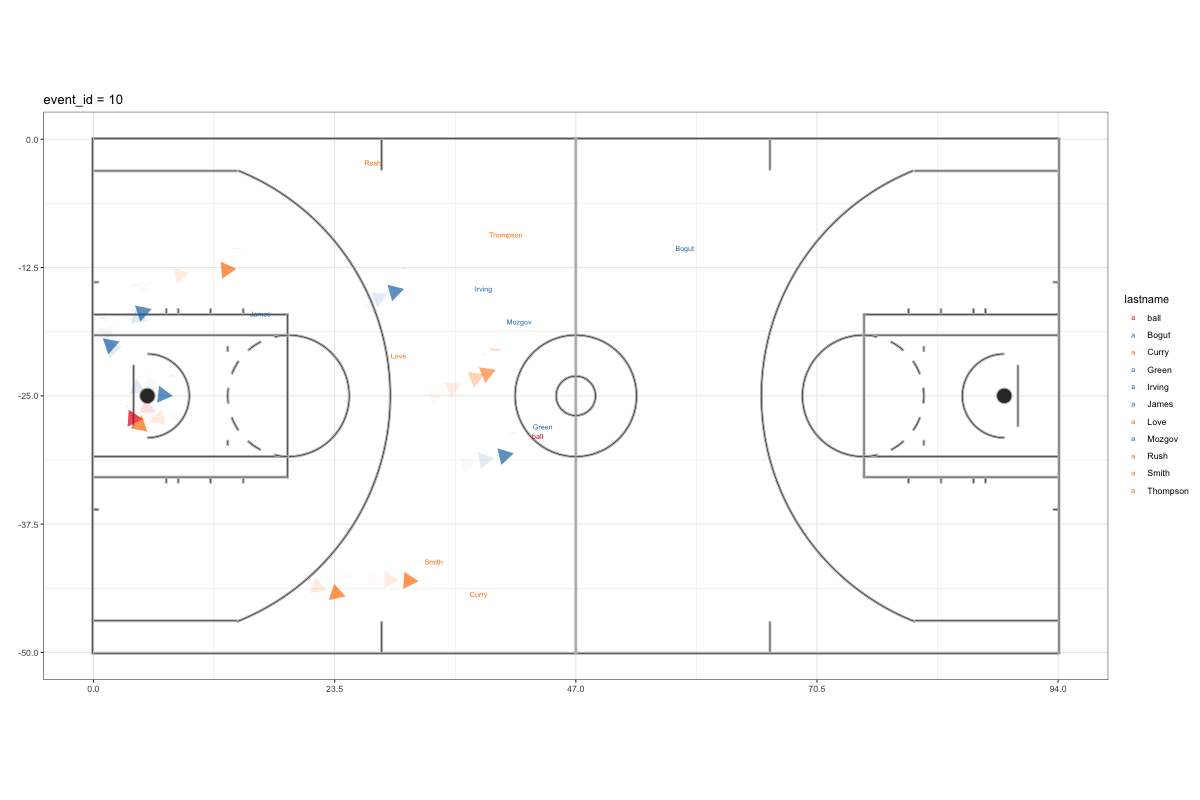 event_id = 10
0.0
-12.5
-25.0
-37.5
-50.0
0.0
23.5
47.0
70.5
94.0
Rush
Thompson
Bogut
Irving
James
Mozgov
Love
Green
ball
Smith
Curry
lastname
a ball
a Bogut
a Curry
a Green
a Irving
a James
a Love
a Mozgov
a Rush
a Smith
a Thompson